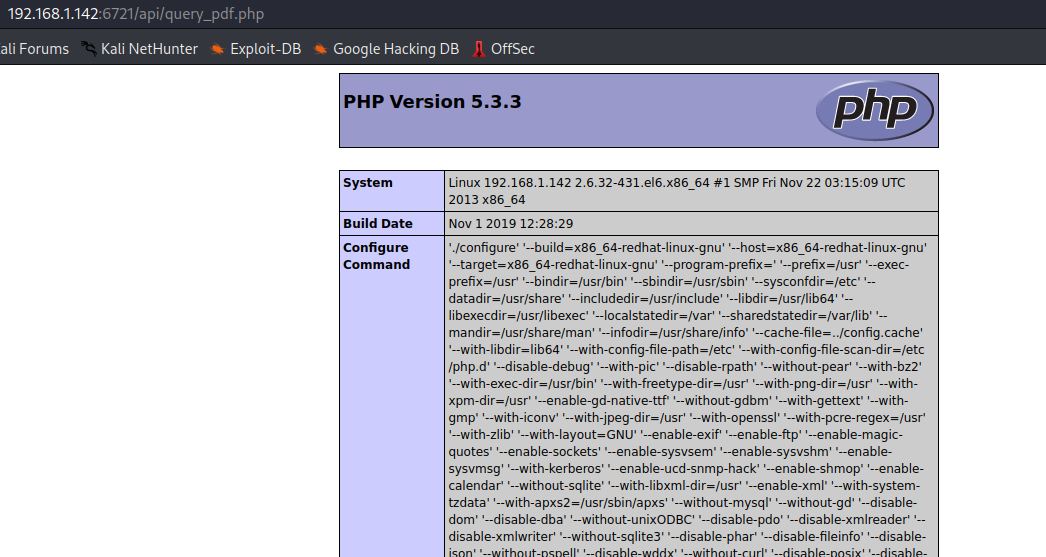 192.168.1.142:6721/api/query_pdf.php
ali Forums Kali NetHunter Exploit-DB Google Hacking DB OffSec
PHP Version 5.3.3
php
System
Linux 192.168.1.142 2.6.32-431.el6.x86_64 #1 SMP Fri Nov 22 03:15:09 UTC
2013 x86_64
Build Date
Nov 1 2019 12:28:29
Configure
Command
'./configure' '--build=x86_64-redhat-linux-gnu' '--host=x86_64-redhat-linux-gnu'
'--target=x86_64-redhat-linux-gnu' '--program-prefix=' '--prefix=/usr' '--exec-
prefix=/usr' '--bindir=/usr/bin' '--sbindir=/usr/sbin' '--sysconfdir=/etc' '--
datadir=/usr/share' '--includedir=/usr/include' '--libdir=/usr/lib64' '--
libexecdir=/usr/libexec' '--localstatedir=/var' '--sharedstatedir=/var/lib' '--
mandir=/usr/share/man' '--infodir=/usr/share/info' '--cache-file=../config.cache'
'--with-libdir=lib64' '--with-config-file-path=/etc' '--with-config-file-scan-dir=/etc
/php.d' '--disable-debug' '--with-pic' '--disable-rpath' '--without-pear' '--with-bz2'
'--with-exec-dir=/usr/bin' '--with-freetype-dir=/usr' '--with-png-dir=/usr' '--with-
xpm-dir=/usr' '--enable-gd-native-ttf' '--without-gdbm' '--with-gettext' '--with-
gmp' '--with-iconv' '--with-jpeg-dir=/usr' '--with-openssl' '--with-pcre-regex=/usr'
'--with-zlib' '--with-layout=GNU' '--enable-exif' '--enable-ftp' '--enable-magic-
quotes' '--enable-sockets' '--enable-sysvsem' '--enable-sysvshm' '--enable-
sysvmsg' '--with-kerberos' '--enable-ucd-snmp-hack' '--enable-shmop' '--enable-
calendar' '--without-sqlite' '--with-libxml-dir=/usr' '--enable-xml' '--with-system-
tzdata' '--with-apxs2=/usr/sbin/apxs' '--without-mysql' '--without-gd' '--disable-
dom' '--disable-dba' '--without-unixODBC' '--disable-pdo' '--disable-xmlreader' '--
disable-xmlwriter' '--without-sqlite3' '--disable-phar' '--disable-fileinfo' '--disable-
json' '--without-pspell' '--disable-wddx' '--without-curl' '--disable-posix' '--disable-